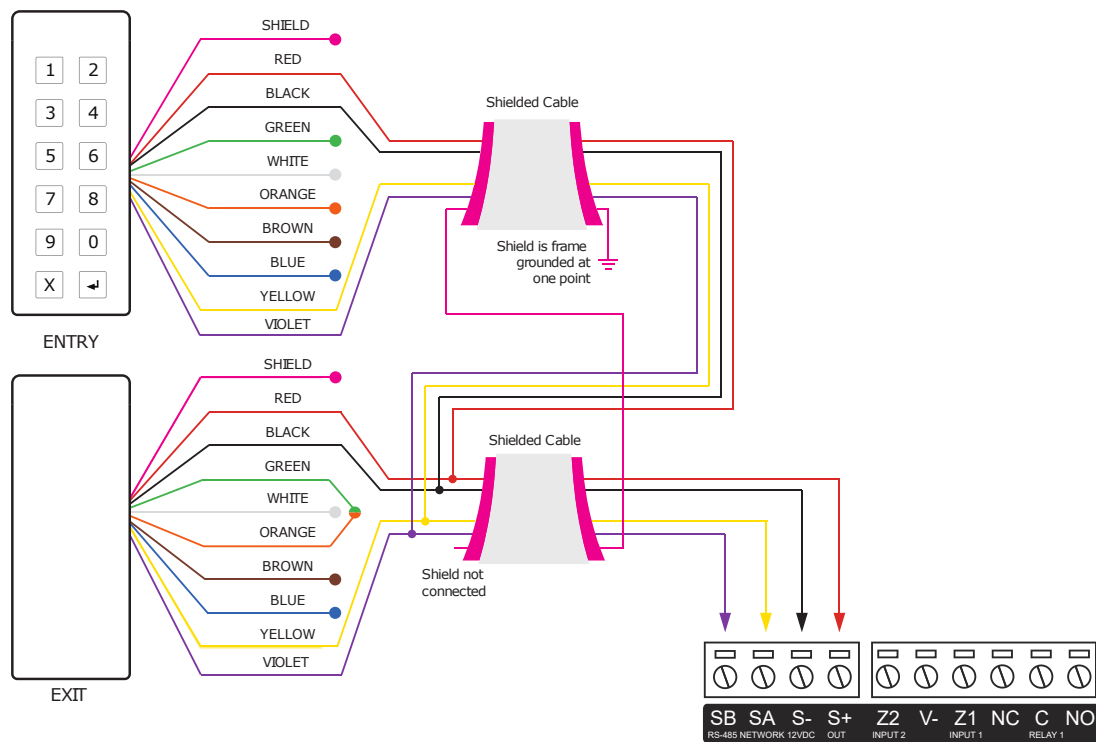 SHIELD
RED
BLACK
GREEN
WHITE
ORANGE
BROWN
BLUE
YELLOW
VIOLET
1 2
3 4
5 6
7 8
9 0
X ↵
ENTRY
Shielded Cable
Shield is frame
grounded at
one point
SHIELD
RED
BLACK
GREEN
WHITE
ORANGE
BROWN
BLUE
YELLOW
VIOLET
EXIT
Shielded Cable
Shield not
connected
SB SA S- S+ Z2 V- Z1 NC C NO
RS-485 NETWORK 12VDC OUT INPUT 2 INPUT 1 RELAY 1